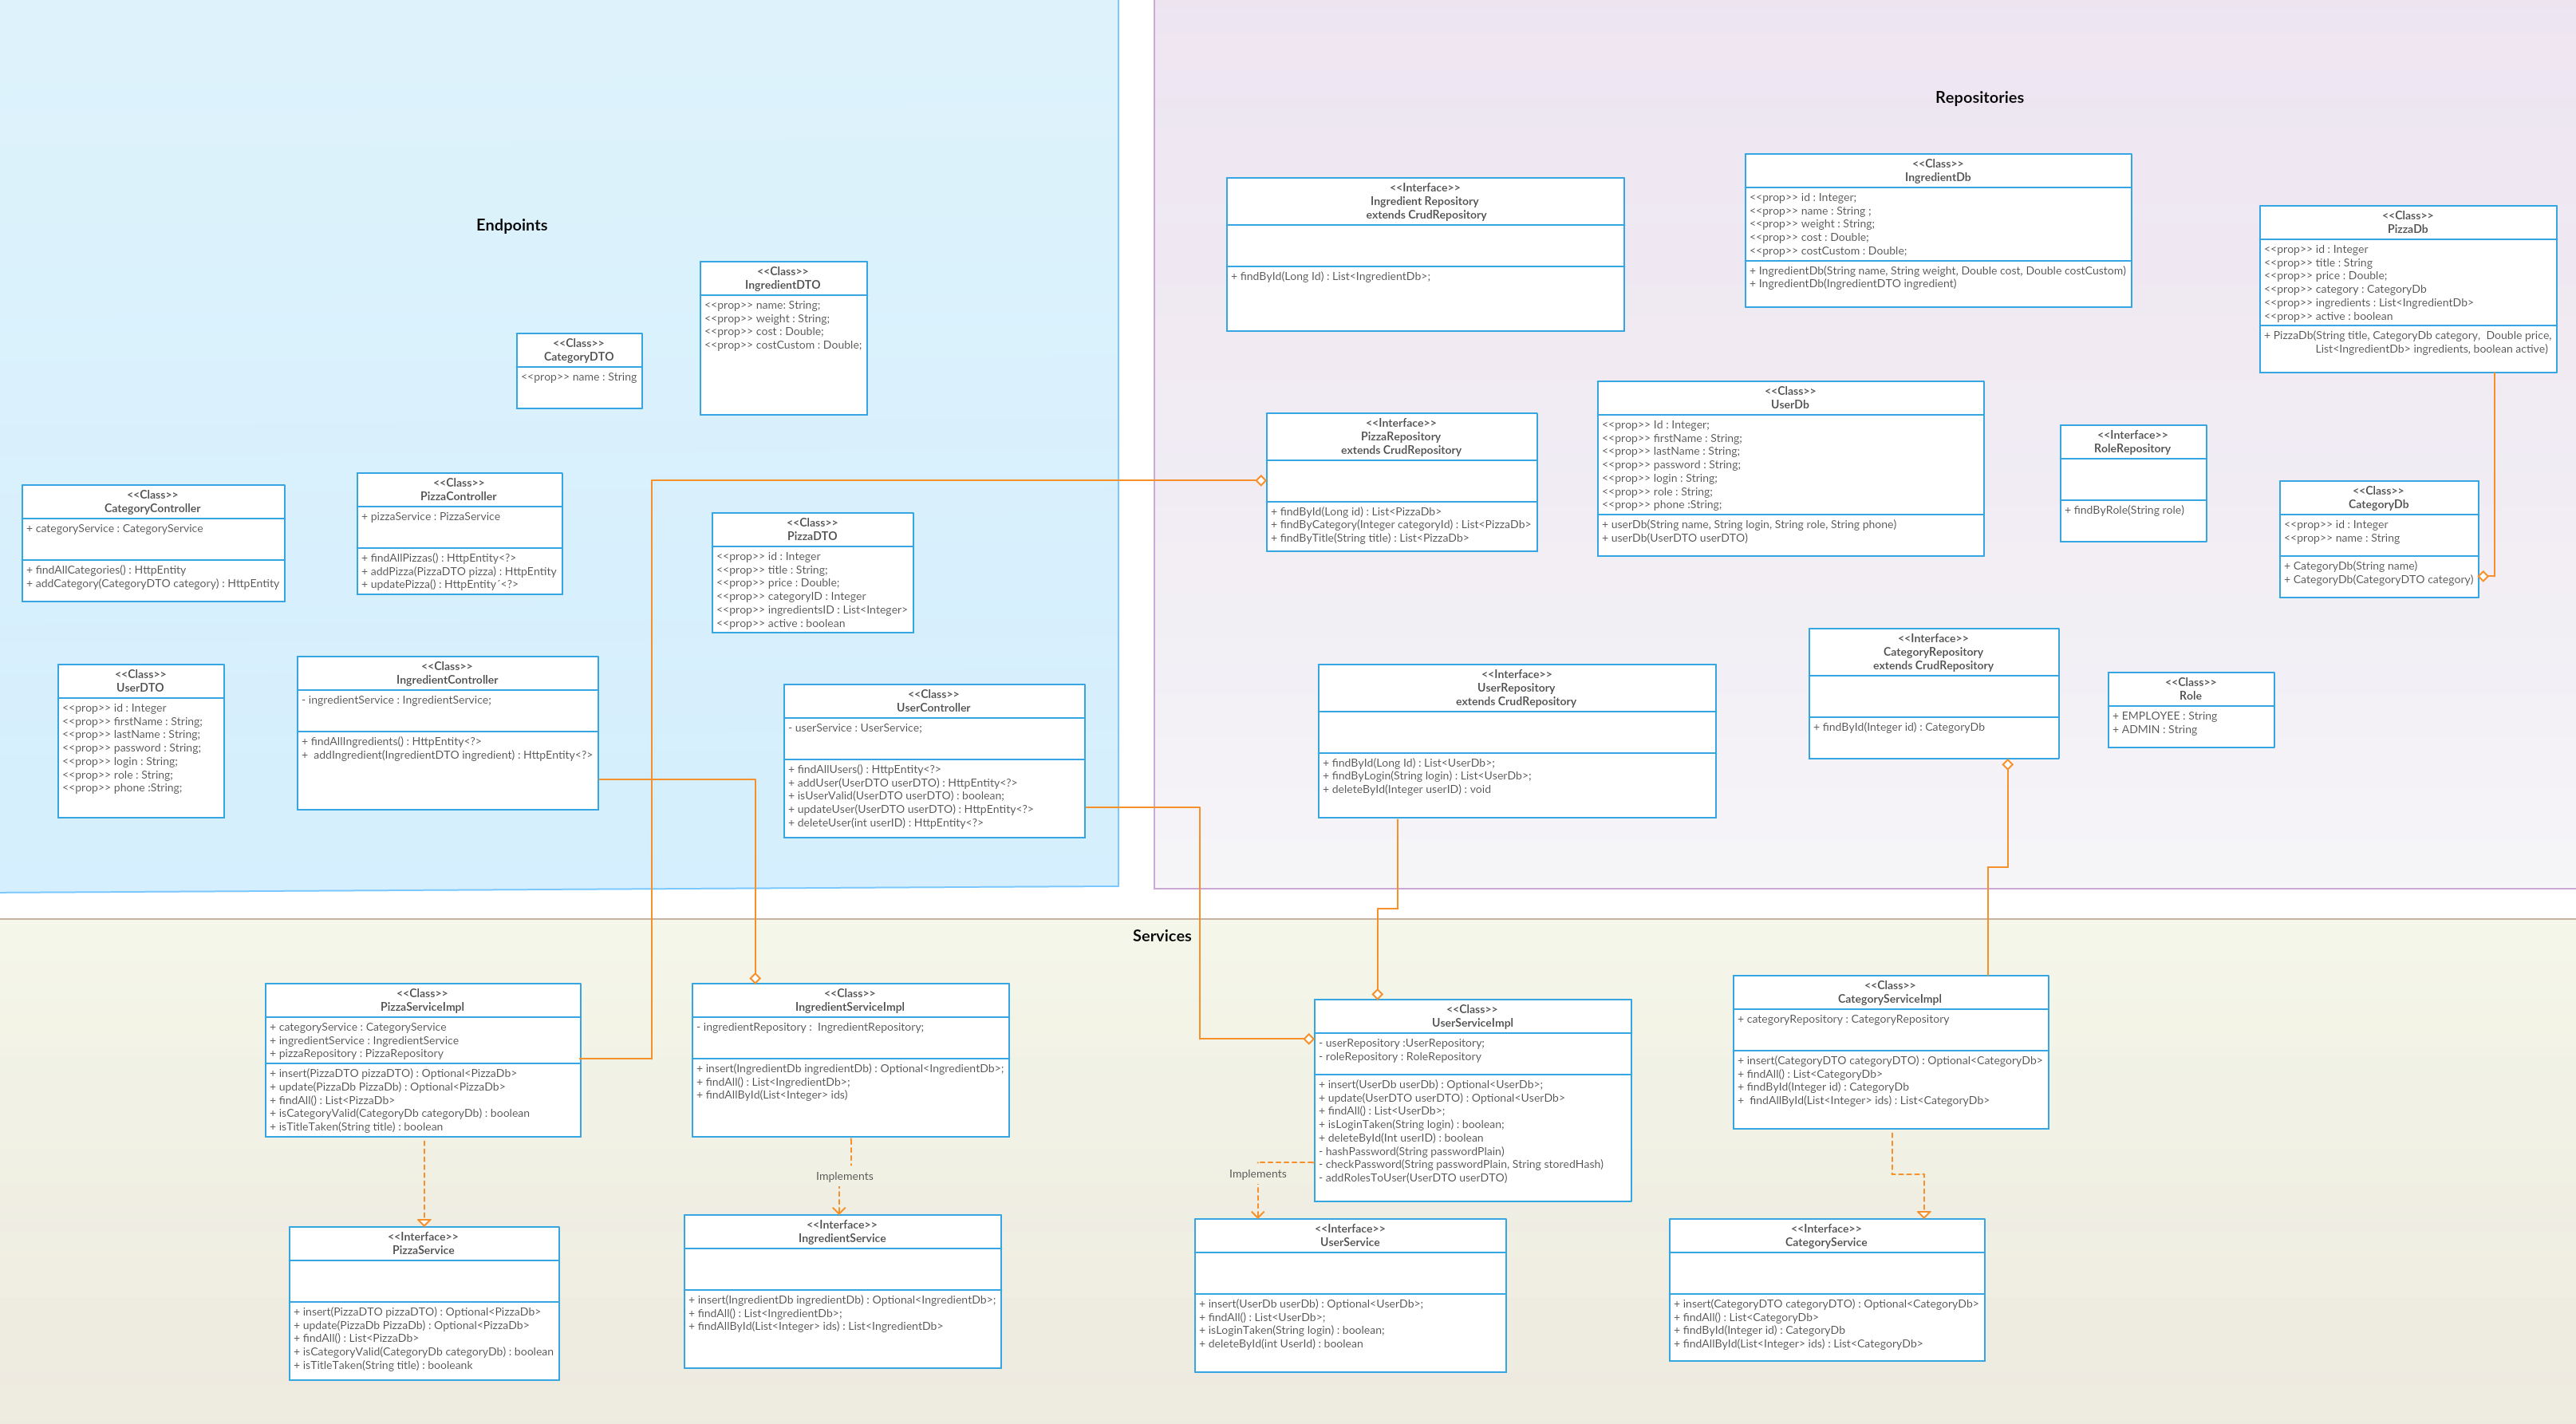 Endpoints
<<Class>>
IngredientDTO
<<prop>> name: String;
<<prop>> weight : String;
<<prop>> cost : Double;
<<prop>> costCustom : Double;
<<Class>>
CategoryDTO
<<prop>> name : String
<<Class>>
CategoryController
+ categoryService : CategoryService
+ findAllCategories() : HttpEntity
+ addCategory(CategoryDTO category) : HttpEntity
<<Class>>
PizzaController
+ pizzaService : PizzaService
+ findAllPizzas() : HttpEntity<?>
+ addPizza(PizzaDTO pizza) : HttpEntity
+ updatePizza() : HttpEntity´<?>
<<Class>>
PizzaDTO
<<prop>> id : Integer
<<prop>> title : String;
<<prop>> price : Double;
<<prop>> categoryID : Integer
<<prop>> ingredientsID : List<Integer>
<<prop>> active : boolean
<<Class>>
UserDTO
<<prop>> id : Integer
<<prop>> firstName : String;
<<prop>> lastName : String;
<<prop>> password : String;
<<prop>> login : String;
<<prop>> role : String;
<<prop>> phone :String;
<<Class>>
IngredientController
- ingredientService : IngredientService;
+ findAllIngredients() : HttpEntity<?>
+  addIngredient(IngredientDTO ingredient) : HttpEntity<?>
<<Class>>
UserController
- userService : UserService;
+ findAllUsers() : HttpEntity<?>
+ addUser(UserDTO userDTO) : HttpEntity<?>
+ isUserValid(UserDTO userDTO) : boolean;
+ updateUser(UserDTO userDTO) : HttpEntity<?>
+ deleteUser(int userID) : HttpEntity<?>
Repositories
<<Interface>>
Ingredient Repository
extends CrudRepository
+ findById(Long Id) : List<IngredientDb>;
<<Class>>
IngredientDb
<<prop>> id : Integer;
<<prop>> name : String ;
<<prop>> weight : String;
<<prop>> cost : Double;
<<prop>> costCustom : Double;
+ IngredientDb(String name, String weight, Double cost, Double costCustom)
+ IngredientDb(IngredientDTO ingredient)
<<Class>>
PizzaDb
<<prop>> id : Integer
<<prop>> title : String
<<prop>> price : Double;
<<prop>> category : CategoryDb
<<prop>> ingredients : List<IngredientDb>
<<prop>> active : boolean
+ PizzaDb(String title, CategoryDb category,  Double price,
List<IngredientDb> ingredients, boolean active)
<<Interface>>
PizzaRepository
extends CrudRepository
+ findById(Long id) : List<PizzaDb>
+ findByCategory(Integer categoryId) : List<PizzaDb>
+ findByTitle(String title) : List<PizzaDb>
<<Class>>
UserDb
<<prop>> Id : Integer;
<<prop>> firstName : String;
<<prop>> lastName : String;
<<prop>> password : String;
<<prop>> login : String;
<<prop>> role : String;
<<prop>> phone :String;
+ userDb(String name, String login, String role, String phone)
+ userDb(UserDTO userDTO)
<<Interface>>
RoleRepository
+ findByRole(String role)
<<Class>>
CategoryDb
<<prop>> id : Integer
<<prop>> name : String
+ CategoryDb(String name)
+ CategoryDb(CategoryDTO category)
<<Interface>>
UserRepository
extends CrudRepository
+ findById(Long Id) : List<UserDb>;
+ findByLogin(String login) : List<UserDb>;
+ deleteById(Integer userID) : void
<<Interface>>
CategoryRepository
extends CrudRepository
+ findById(Integer id) : CategoryDb
<<Class>>
Role
+ EMPLOYEE : String
+ ADMIN : String
Services
<<Class>>
PizzaServiceImpl
+ categoryService : CategoryService
+ ingredientService : IngredientService
+ pizzaRepository : PizzaRepository
+ insert(PizzaDTO pizzaDTO) : Optional<PizzaDb>
+ update(PizzaDb PizzaDb) : Optional<PizzaDb>
+ findAll() : List<PizzaDb>
+ isCategoryValid(CategoryDb categoryDb) : boolean
+ isTitleTaken(String title) : boolean
<<Class>>
IngredientServiceImpl
- ingredientRepository :  IngredientRepository;
+ insert(IngredientDb ingredientDb) : Optional<IngredientDb>;
+ findAll() : List<IngredientDb>;
+ findAllById(List<Integer> ids)
<<Class>>
UserServiceImpl
- userRepository :UserRepository;
- roleRepository : RoleRepository
+ insert(UserDb userDb) : Optional<UserDb>;
+ update(UserDTO userDTO) : Optional<UserDb>
+ findAll() : List<UserDb>;
+ isLoginTaken(String login) : boolean;
+ deleteById(Int userID) : boolean
- hashPassword(String passwordPlain)
- checkPassword(String passwordPlain, String storedHash)
- addRolesToUser(UserDTO userDTO)
<<Class>>
CategoryServiceImpl
+ categoryRepository : CategoryRepository
+ insert(CategoryDTO categoryDTO) : Optional<CategoryDb>
+ findAll() : List<CategoryDb>
+ findById(Integer id) : CategoryDb
+  findAllById(List<Integer> ids) : List<CategoryDb>
Implements
Implements
<<Interface>>
PizzaService
+ insert(PizzaDTO pizzaDTO) : Optional<PizzaDb>
+ update(PizzaDb PizzaDb) : Optional<PizzaDb>
+ findAll() : List<PizzaDb>
+ isCategoryValid(CategoryDb categoryDb) : boolean
+ isTitleTaken(String title) : booleank
<<Interface>>
IngredientService
+ insert(IngredientDb ingredientDb) : Optional<IngredientDb>;
+ findAll() : List<IngredientDb>;
+ findAllById(List<Integer> ids) : List<IngredientDb>
<<Interface>>
UserService
+ insert(UserDb userDb) : Optional<UserDb>;
+ findAll() : List<UserDb>;
+ isLoginTaken(String login) : boolean;
+ deleteById(int UserId) : boolean
<<Interface>>
CategoryService
+ insert(CategoryDTO categoryDTO) : Optional<CategoryDb>
+ findAll() : List<CategoryDb>
+ findById(Integer id) : CategoryDb
+ findAllById(List<Integer> ids) : List<CategoryDb>